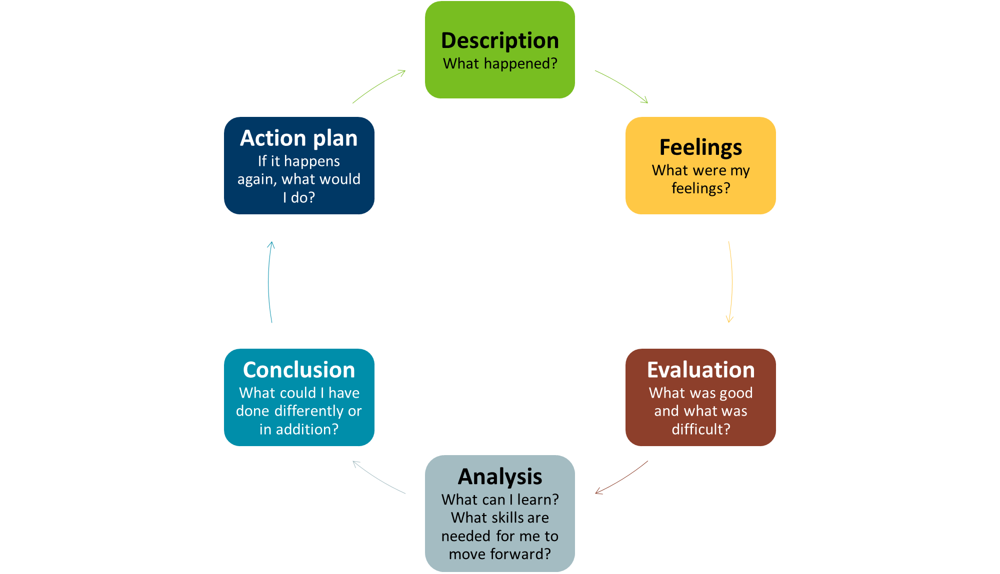 Description
What happened?
Feelings
What were my
feelings?
Evaluation
What was good
and what was
difficult?
Analysis
What can I learn?
What skills are
needed for me to
move forward?
Conclusion
What could I have
done differently or
in addition?
Action plan
If it happens
again, what would
I do?